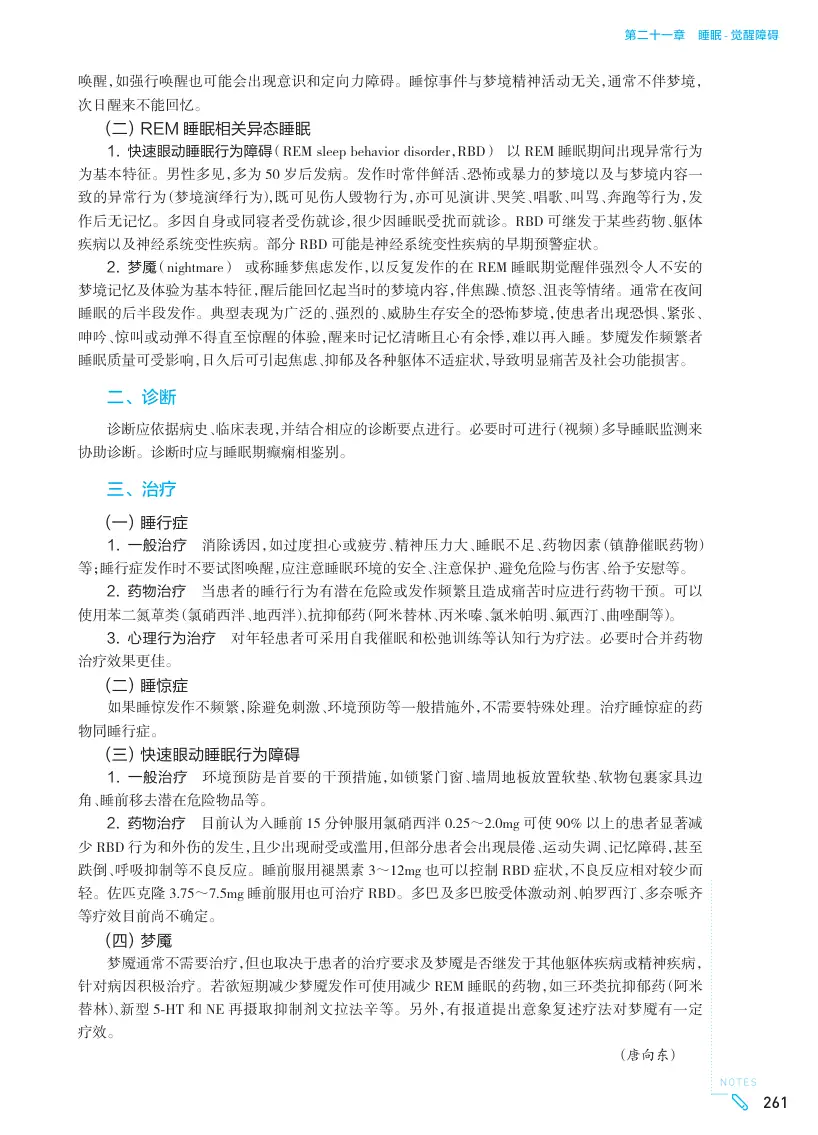 第二十一章 睡眠-觉醒障碍
唤醒,如强行唤醒也可能会出现意识和定向力障碍。睡惊事件与梦境精神活动无关,通常不伴梦境,
次日醒来不能回忆。
(二) REM 睡眠相关异态睡眠
1. 快速眼动睡眠行为障碍(REM sleep behavior disorder,RBD) 以 REM 睡眠期间出现异常行为
为基本特征。男性多见,多为 50 岁后发病。发作时常伴鲜活、恐怖或暴力的梦境以及与梦境内容一
致的异常行为(梦境演绎行为),既可见伤人毁物行为,亦可见演讲、哭笑、唱歌、叫骂、奔跑等行为,发
作后无记忆。多因自身或同寝者受伤就诊,很少因睡眠受扰而就诊。RBD 可继发于某些药物、躯体
疾病以及神经系统变性疾病。部分 RBD 可能是神经系统变性疾病的早期预警症状。
2. 梦魇(nightmare) 或称睡梦焦虑发作,以反复发作的在 REM 睡眠期觉醒伴强烈令人不安的
梦境记忆及体验为基本特征,醒后能回忆起当时的梦境内容,伴焦躁、愤怒、沮丧等情绪。通常在夜间
睡眠的后半段发作。典型表现为广泛的、强烈的、威胁生存安全的恐怖梦境,使患者出现恐惧、紧张、
呻吟、惊叫或动弹不得直至惊醒的体验,醒来时记忆清晰且心有余悸,难以再入睡。梦魇发作频繁者
睡眠质量可受影响,日久后可引起焦虑、抑郁及各种躯体不适症状,导致明显痛苦及社会功能损害。
二、诊断
诊断应依据病史、临床表现,并结合相应的诊断要点进行。必要时可进行(视频)多导睡眠监测来
协助诊断。诊断时应与睡眠期癫痫相鉴别。
三、治疗
(一) 睡行症
1. 一般治疗 消除诱因,如过度担心或疲劳、精神压力大、睡眠不足、药物因素(镇静催眠药物)
等;睡行症发作时不要试图唤醒,应注意睡眠环境的安全、注意保护、避免危险与伤害、给予安慰等。
2. 药物治疗 当患者的睡行行为有潜在危险或发作频繁且造成痛苦时应进行药物干预。可以
使用苯二氮䓬类(氯硝西泮、地西泮)、抗抑郁药(阿米替林、丙米嗪、氯米帕明、氟西汀、曲唑酮等)。
3. 心理行为治疗 对年轻患者可采用自我催眠和松弛训练等认知行为疗法。必要时合并药物
治疗效果更佳。
(二) 睡惊症
如果睡惊发作不频繁,除避免刺激、环境预防等一般措施外,不需要特殊处理。治疗睡惊症的药
物同睡行症。
(三) 快速眼动睡眠行为障碍
1. 一般治疗 环境预防是首要的干预措施,如锁紧门窗、墙周地板放置软垫、软物包裹家具边
角、睡前移去潜在危险物品等。
2. 药物治疗 目前认为入睡前 15 分钟服用氯硝西泮 0.25～2.0mg 可使 90% 以上的患者显著减
少 RBD 行为和外伤的发生,且少出现耐受或滥用,但部分患者会出现晨倦、运动失调、记忆障碍,甚至
跌倒、呼吸抑制等不良反应。睡前服用褪黑素 3～12mg 也可以控制 RBD 症状,不良反应相对较少而
轻。佐匹克隆 3.75～7.5mg 睡前服用也可治疗 RBD。多巴及多巴胺受体激动剂、帕罗西汀、多奈哌齐
等疗效目前尚不确定。
(四) 梦魇
梦魇通常不需要治疗,但也取决于患者的治疗要求及梦魇是否继发于其他躯体疾病或精神疾病,
针对病因积极治疗。若欲短期减少梦魇发作可使用减少 REM 睡眠的药物,如三环类抗抑郁药(阿米
替林)、新型 5-HT 和 NE 再摄取抑制剂文拉法辛等。另外,有报道提出意象复述疗法对梦魇有一定
疗效。
(唐向东)
NOTES
261